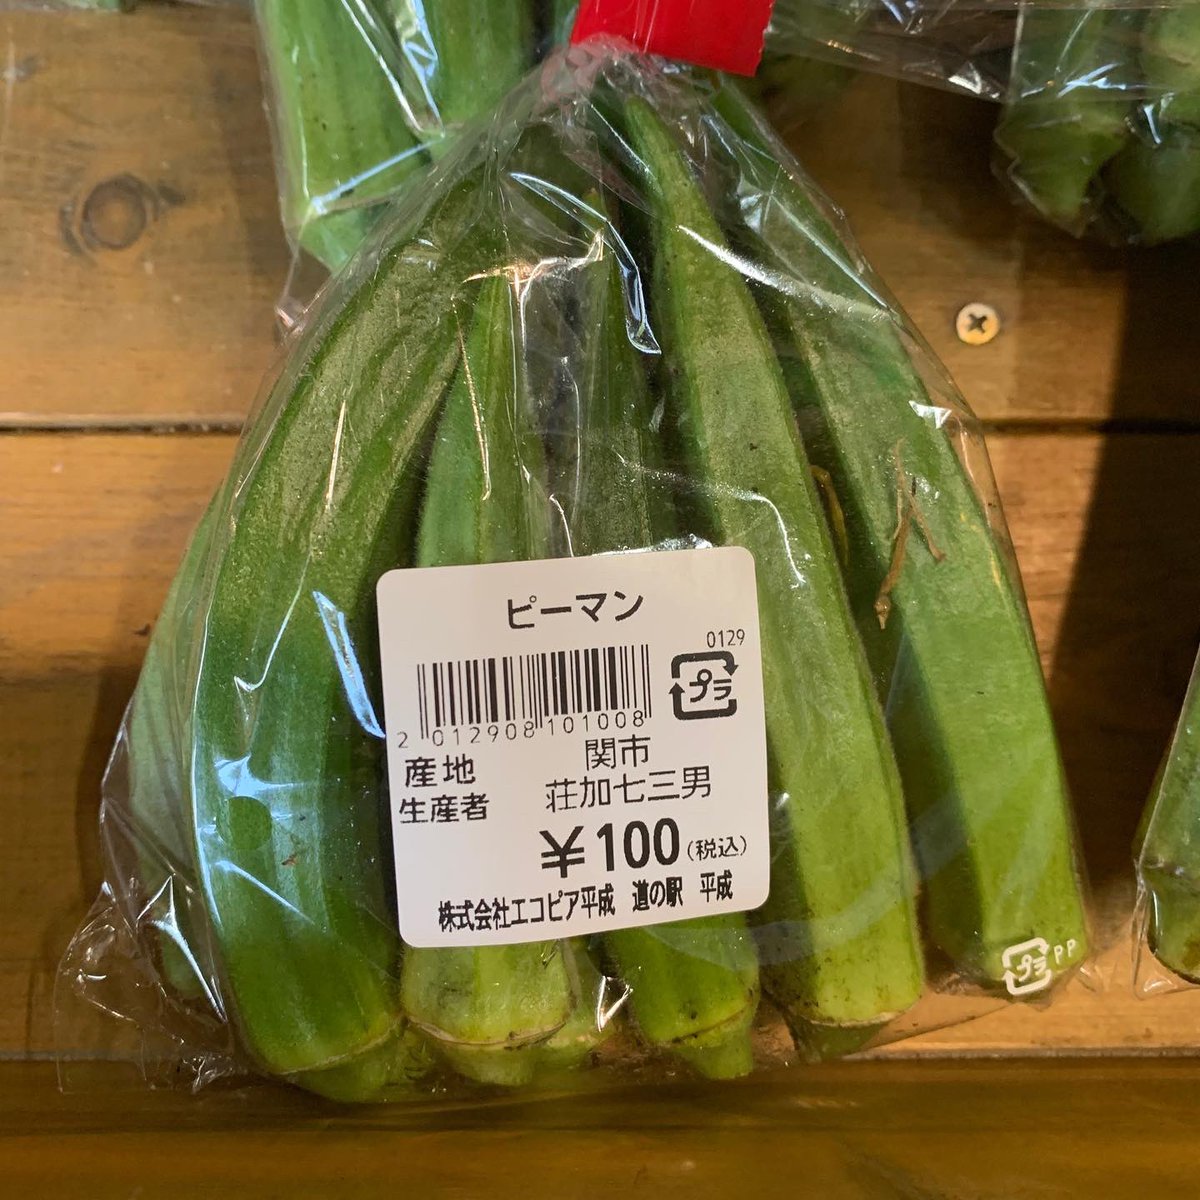 ピーマン
0129
プラ
2 012908 101008
産地 関市
生産者 荘加七三男
¥100(税込)
株式会社エコピア平成 道の駅 平成
プラ PP